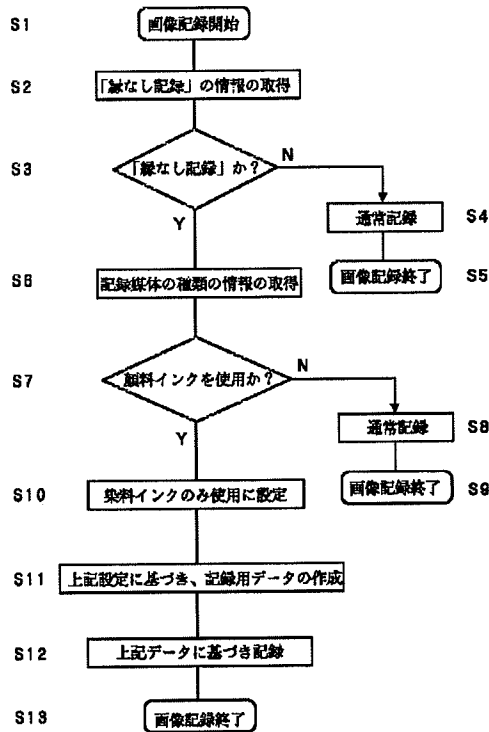 S1 画像記録開始
S2 「縁なし記録」の情報の取得
S3 「縁なし記録」か?
N
Y
通常記録 S4
画像記録終了 S5
S6 記録媒体の種類の情報の取得
S7 顔料インクを使用か?
N
Y
通常記録 S8
画像記録終了 S9
S10 染料インクのみ使用に設定
S11 上記設定に基づき、記録用データの作成
S12 上記データに基づき記録
S13 画像記録終了